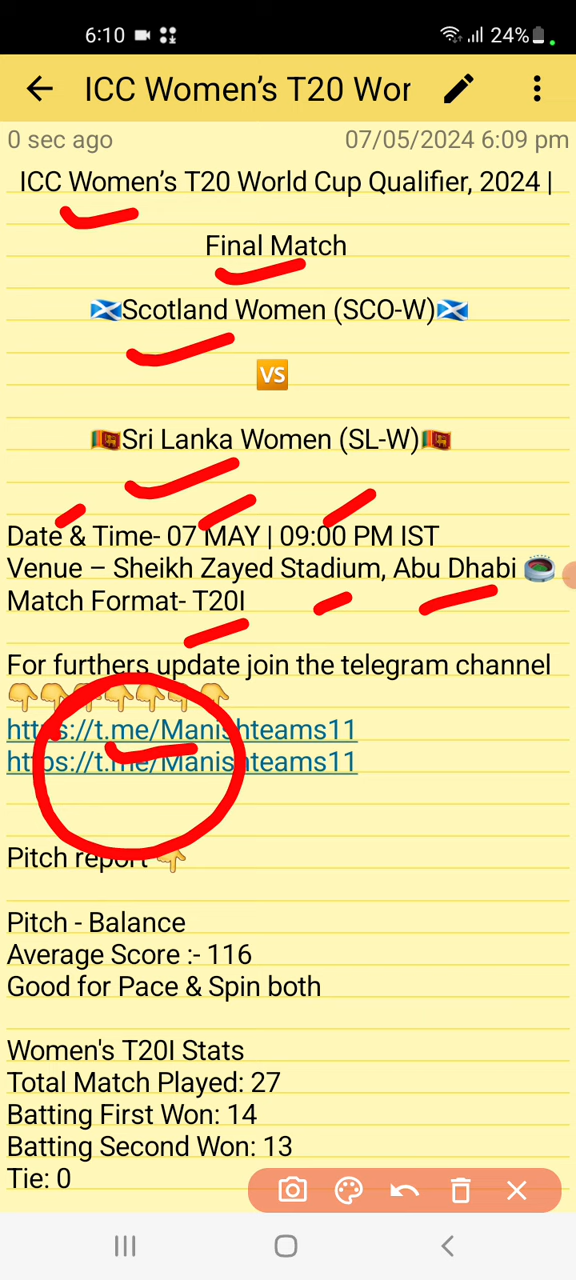 6:10
24%
ICC Women's T20 Wor
0 sec ago 07/05/2024 6:09 pm
ICC Women's T20 World Cup Qualifier, 2024 |
Final Match
🏴󠁧󠁢󠁳󠁣󠁴󠁿Scotland Women (SCO-W)🏴󠁧󠁢󠁳󠁣󠁴󠁿
🆚
🇱🇰Sri Lanka Women (SL-W)🇱🇰
Date & Time- 07 MAY | 09:00 PM IST
Venue – Sheikh Zayed Stadium, Abu Dhabi 🏟️
Match Format- T20I
For furthers update join the telegram channel
👇👇👇👇👇👇👇
https://t.me/Manishteams11
https://t.me/Manishteams11
Pitch report 👇
Pitch - Balance
Average Score :- 116
Good for Pace & Spin both
Women's T20I Stats
Total Match Played: 27
Batting First Won: 14
Batting Second Won: 13
Tie: 0